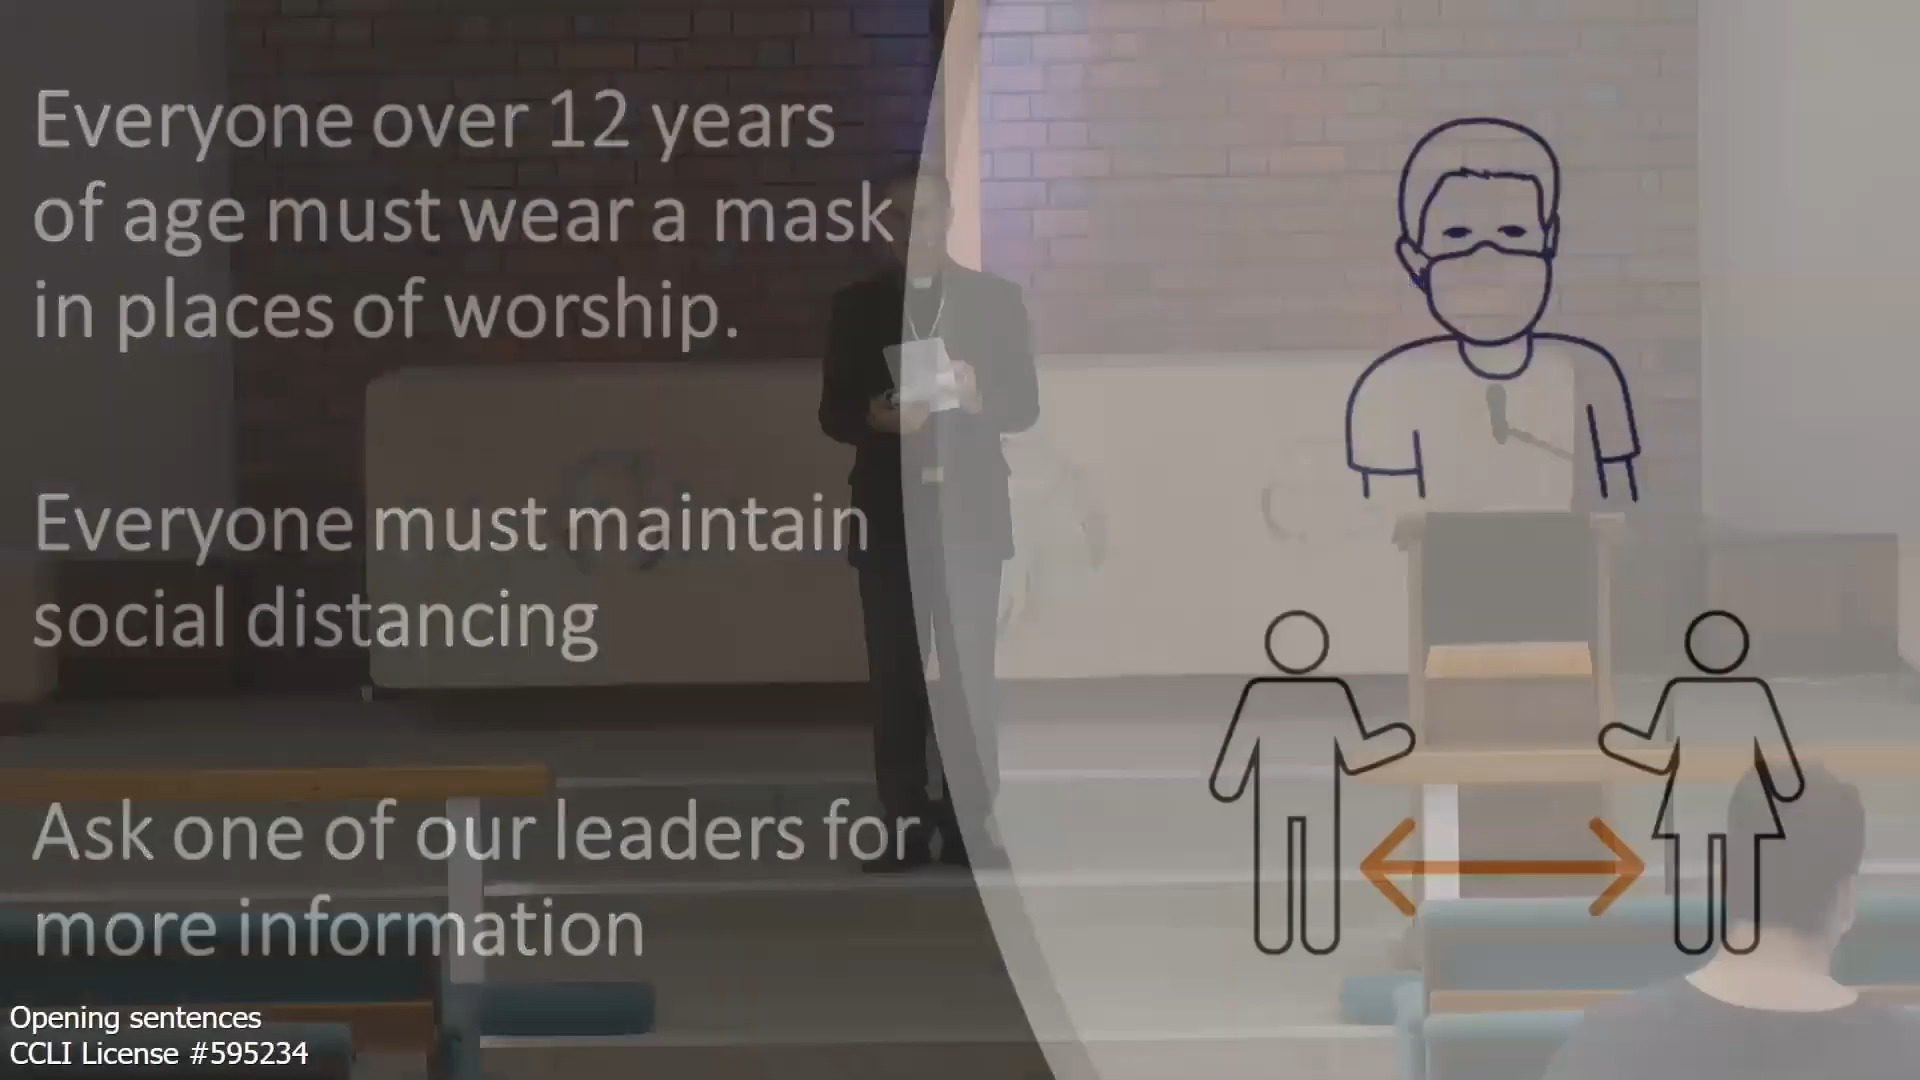 Everyone over 12 years
of age must wear a mask
in places of worship.
Everyone must maintain
social distancing
Ask one of our leaders for
more information
Opening sentences
CCLI License #595234